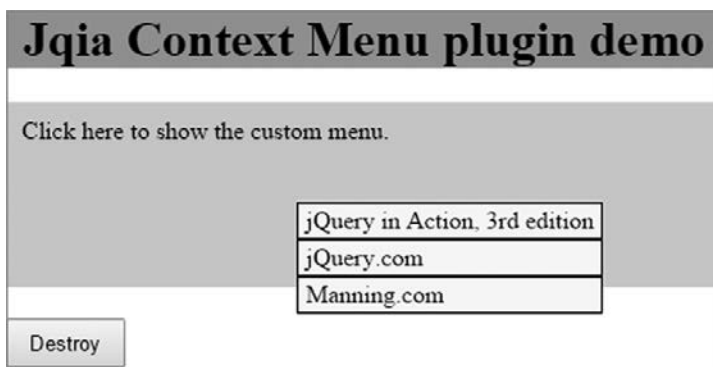 Jqia Context Menu plugin demo
Click here to show the custom menu.
jQuery in Action, 3rd edition
jQuery.com
Manning.com
Destroy